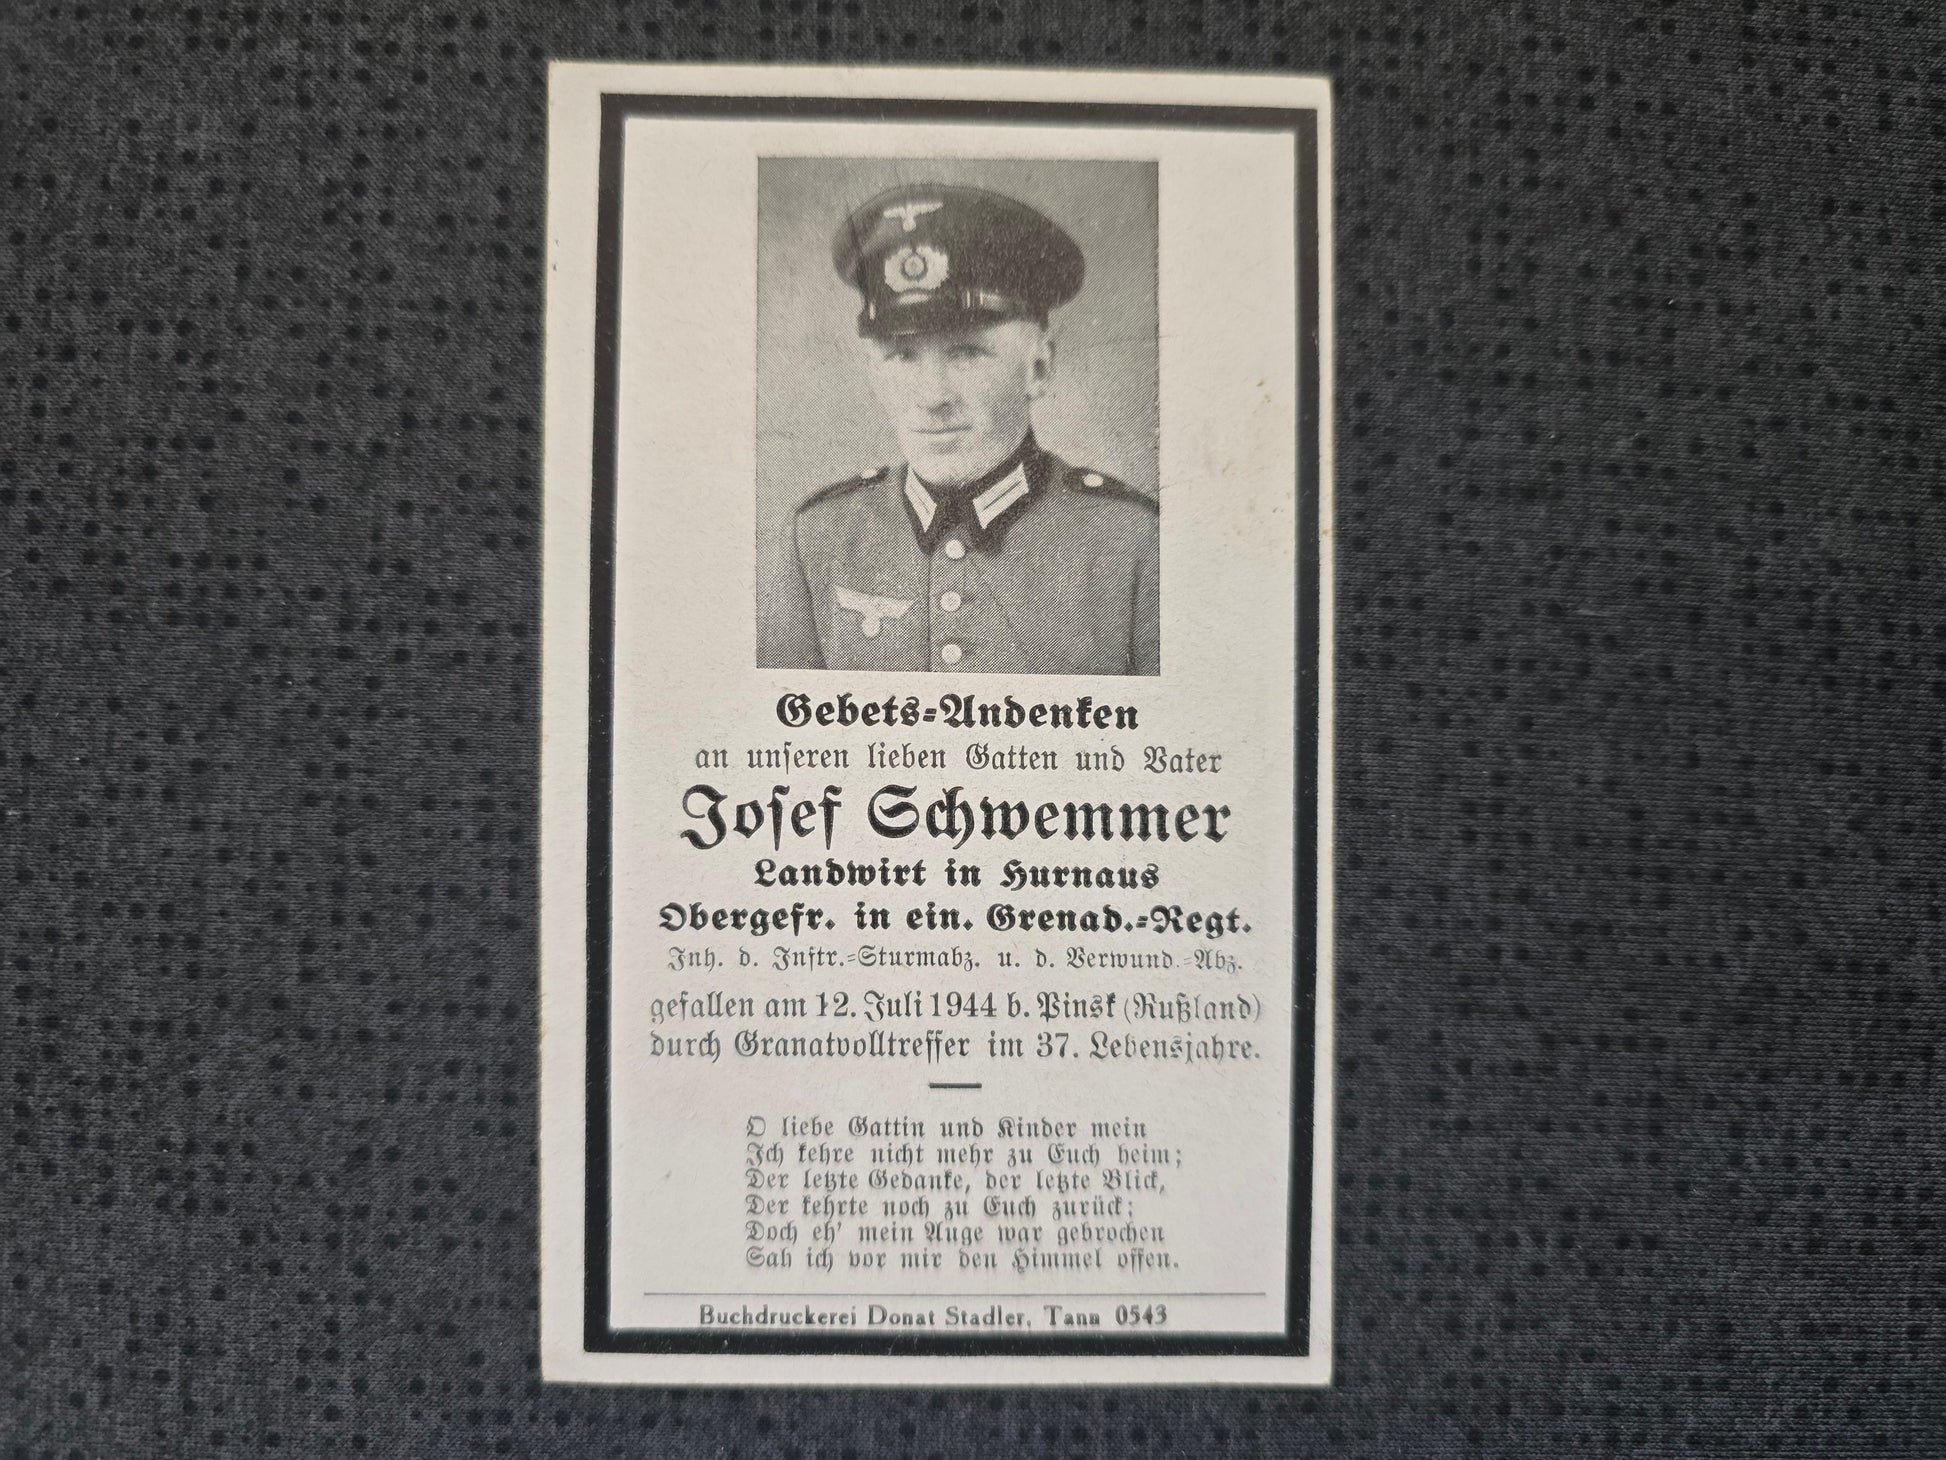 Gebets-Andenken
an unseren lieben Gatten und Vater
Josef Schwemmer
Landwirt in Hurnaus
Obergefr. in ein. Grenad.-Regt.
Inh. d. Inftr.-Sturmabz. u. d. Verwund.-Abz.
gefallen am 12. Juli 1944 b. Pinsk (Rußland)
durch Granatvolltreffer im 37. Lebensjahre.
O liebe Gattin und Kinder mein
Ich kehre nicht mehr zu Euch heim;
Der letzte Gedanke, der letzte Blick,
Der kehrte noch zu Euch zurück;
Doch eh' mein Auge war gebrochen
Sah ich vor mir den Himmel offen.
Buchdruckerei Donat Stadler, Tann 0543